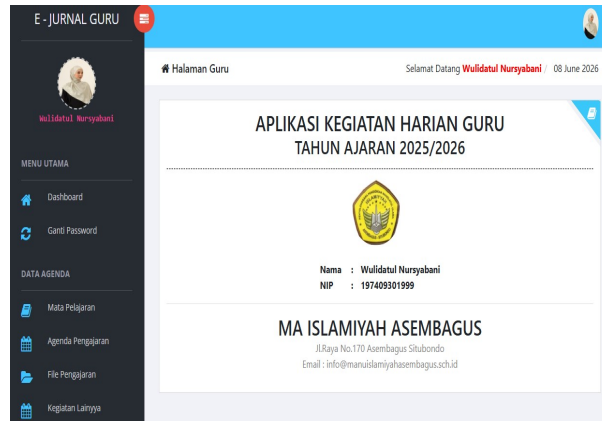 E - JURNAL GURU
Wulidatul Nursyabani
MENU UTAMA
Dashboard
Ganti Password
DATA AGENDA
Mata Pelajaran
Agenda Pengajaran
File Pengajaran
Kegiatan Lainyya
Halaman Guru
Selamat Datang Wulidatul Nursyabani / 08 June 2026
APLIKASI KEGIATAN HARIAN GURU
TAHUN AJARAN 2025/2026
Nama : Wulidatul Nursyabani
NIP : 197409301999
MA ISLAMIYAH ASEMBAGUS
Jl.Raya No.170 Asembagus Situbondo
Email : info@manuislamiyahasembagus.sch.id